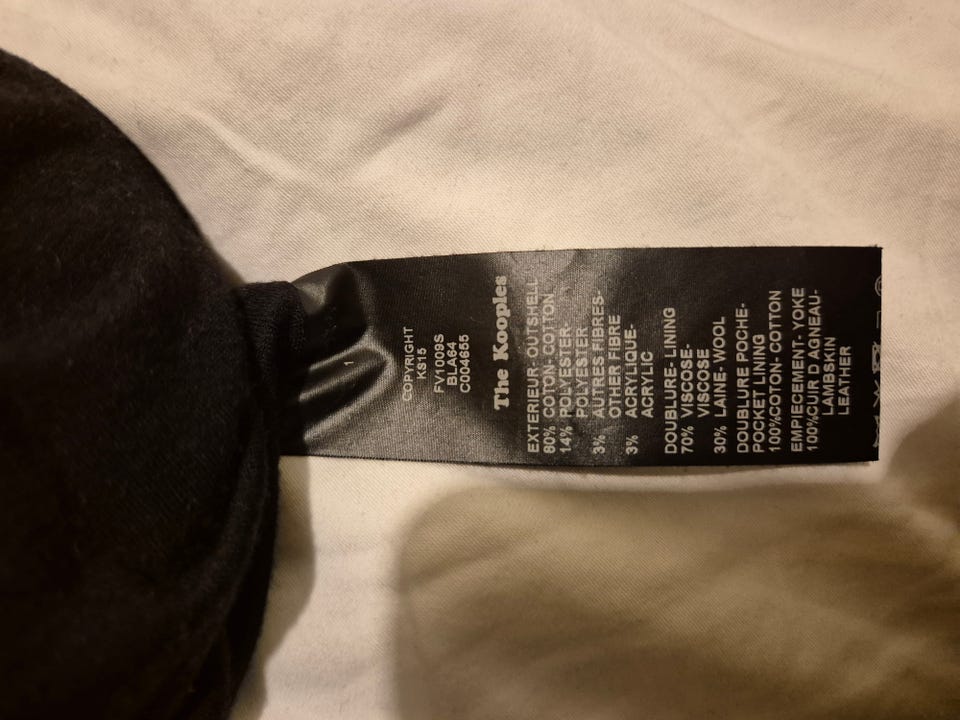 1
COPYRIGHT
KS15
FV1009S
BLA64
C004655
The Kooples
EXTERIEUR- OUTSHELL
80% COTON- COTTON
14% POLYESTER-
POLYESTER
3% AUTRES FIBRES-
OTHER FIBRE
3% ACRYLIQUE-
ACRYLIC
DOUBLURE- LINING
70% VISCOSE-
VISCOSE
30% LAINE- WOOL
DOUBLURE POCHE-
POCKET LINING
100%COTON- COTTON
EMPIECEMENT- YOKE
100%CUIR D AGNEAU-
LAMBSKIN
LEATHER